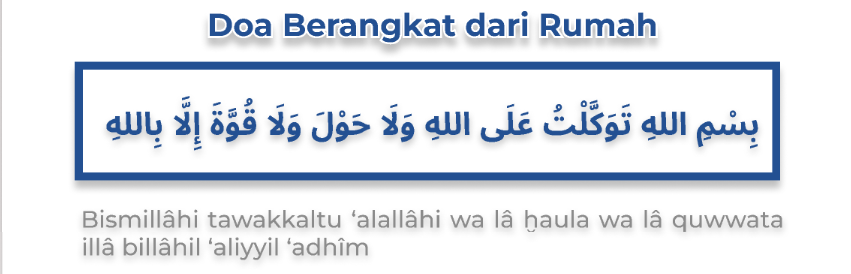 Doa Berangkat dari Rumah
بِسْمِ اللهِ تَوَكَّلْتُ عَلَى اللهِ وَلَا حَوْلَ وَلَا قُوَّةَ إِلَّا بِاللهِ
Bismillâhi tawakkaltu ‘alallâhi wa lâ ḫaula wa lâ quwwata
illâ billâhil ‘aliyyil ‘adhîm